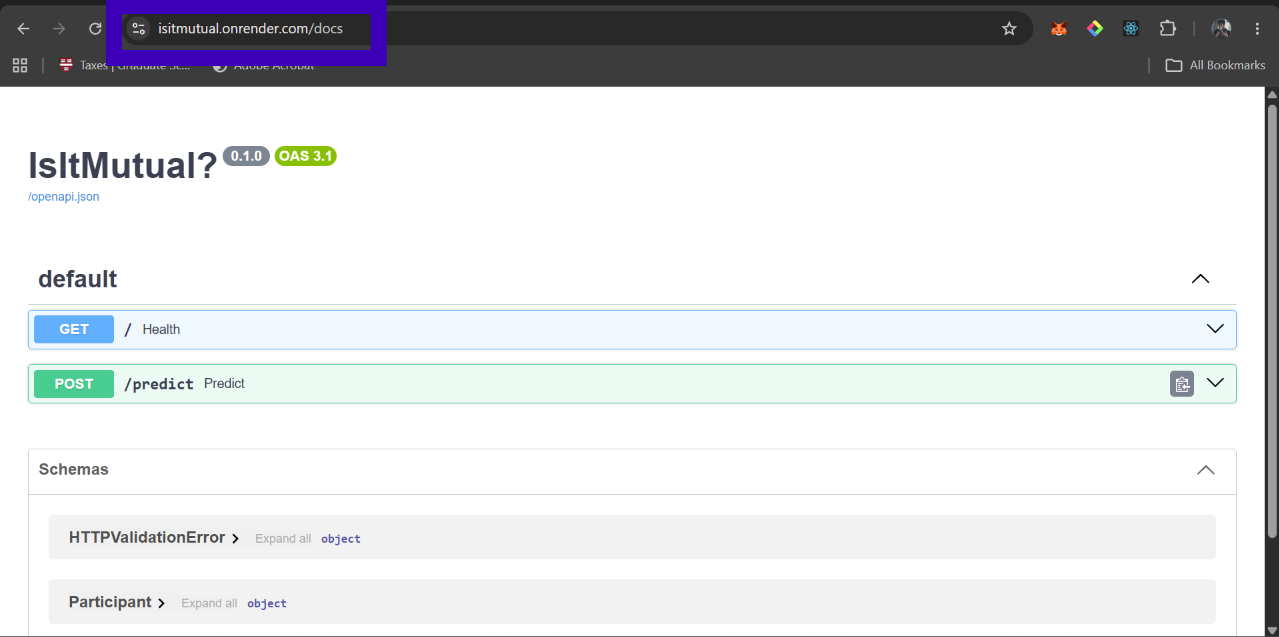 isitmutual.onrender.com/docs
Taxes | Graduate Sc... Adobe Acrobat All Bookmarks
IsItMutual? 0.1.0 OAS 3.1
/openapi.json
default
GET / Health
POST /predict Predict
Schemas
HTTPValidationError Expand all object
Participant Expand all object